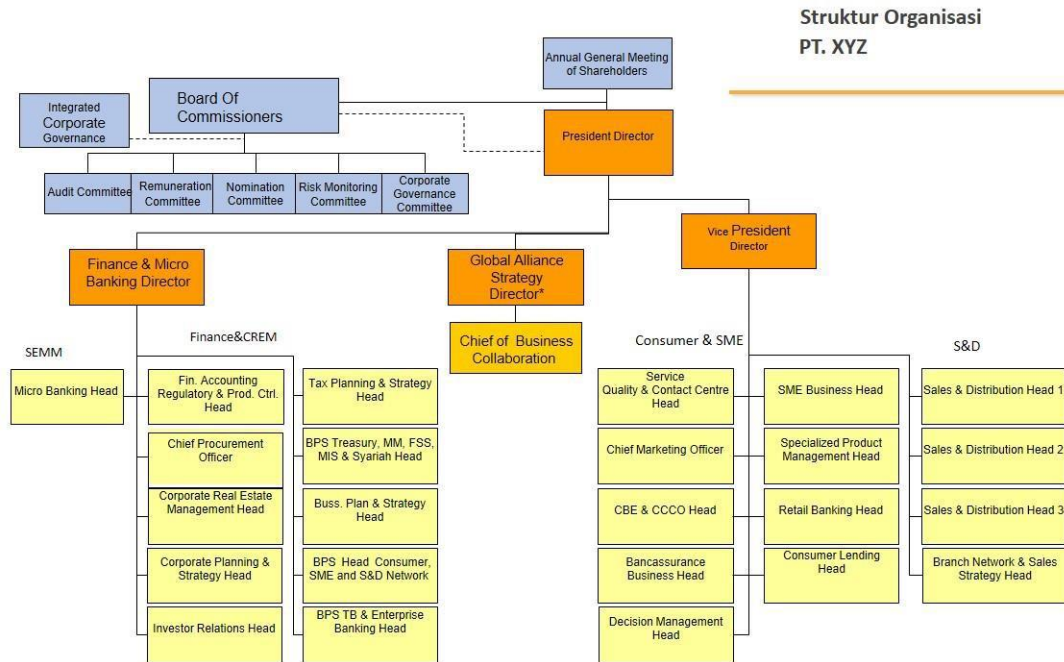 Struktur Organisasi
PT. XYZ
Annual General Meeting
of Shareholders
Board Of
Commissioners
Integrated
Corporate
Governance
President Director
Audit Committee
Remuneration
Committee
Nomination
Committee
Risk Monitoring
Committee
Corporate
Governance
Committee
Vice President
Director
Finance & Micro
Banking Director
Global Alliance
Strategy
Director*
Chief of Business
Collaboration
SEMM
Finance&CREM
Consumer & SME
S&D
Micro Banking Head
Fin. Accounting
Regulatory & Prod. Ctrl.
Head
Tax Planning & Strategy
Head
Service
Quality & Contact Centre
Head
SME Business Head
Sales & Distribution Head 1
Chief Procurement
Officer
BPS Treasury, MM, FSS,
MIS & Syariah Head
Chief Marketing Officer
Specialized Product
Management Head
Sales & Distribution Head 2
Corporate Real Estate
Management Head
Buss. Plan & Strategy
Head
CBE & CCCO Head
Retail Banking Head
Sales & Distribution Head 3
Corporate Planning &
Strategy Head
BPS Head Consumer,
SME and S&D Network
Bancassurance
Business Head
Consumer Lending
Head
Branch Network & Sales
Strategy Head
Investor Relations Head
BPS TB & Enterprise
Banking Head
Decision Management
Head